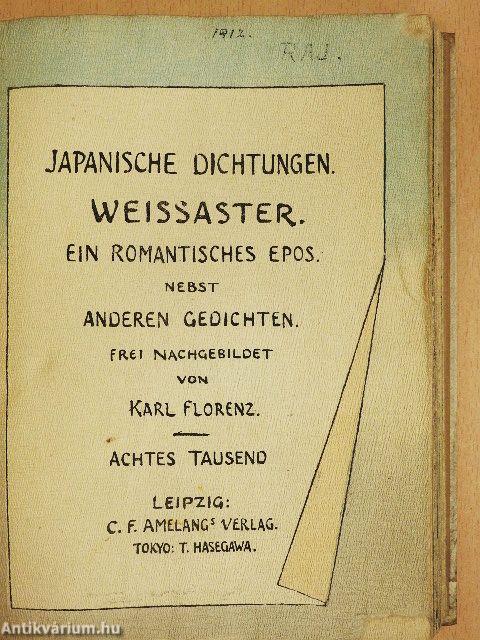 1912.
RAJ.
JAPANISCHE DICHTUNGEN.
WEISSASTER.
EIN ROMANTISCHES EPOS.
NEBST
ANDEREN GEDICHTEN.
FREI NACHGEBILDET
VON
KARL FLORENZ.
ACHTES TAUSEND
LEIPZIG:
C. F. AMELANGS VERLAG.
TOKYO: T. HASEGAWA.
Antikvárium.hu